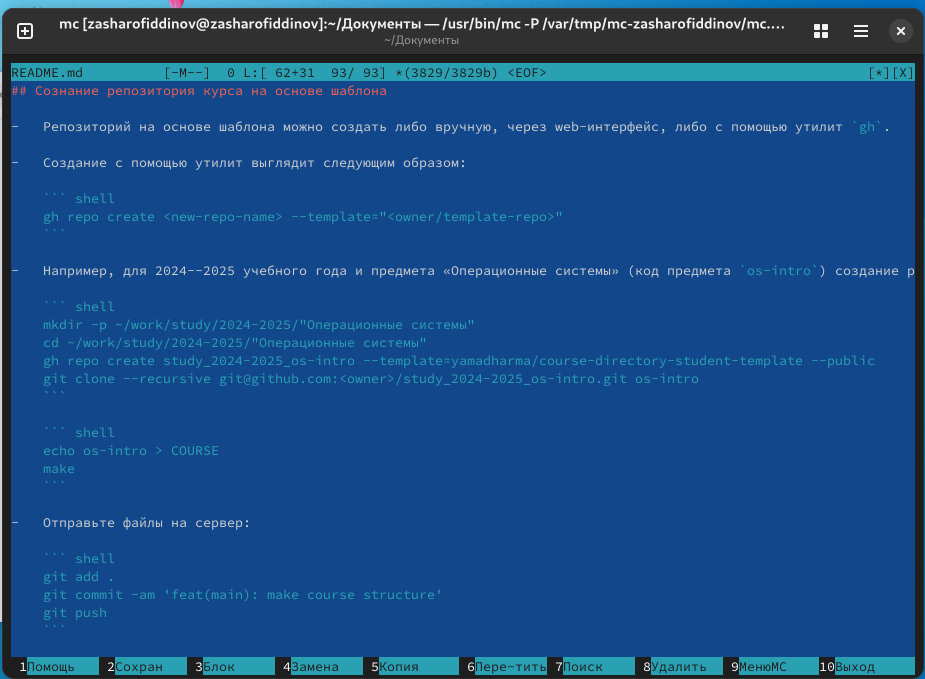 mc [zasharofiddinov@zasharofiddinov]:~/Документы — /usr/bin/mc -P /var/tmp/mc-zasharofiddinov/mc....
~/Документы
README.md [-M--] 0 L:[ 62+31 93/ 93] *(3829/3829b) <EOF> [*][X]
## Сознание репозитория курса на основе шаблона
- Репозиторий на основе шаблона можно создать либо вручную, через web-интерфейс, либо с помощью утилит `gh`.
- Создание с помощью утилит выглядит следующим образом:
``` shell
gh repo create <new-repo-name> --template="<owner/template-repo>"
```
- Например, для 2024--2025 учебного года и предмета «Операционные системы» (код предмета `os-intro`) создание р
``` shell
mkdir -p ~/work/study/2024-2025/"Операционные системы"
cd ~/work/study/2024-2025/"Операционные системы"
gh repo create study_2024-2025_os-intro --template=yamadharma/course-directory-student-template --public
git clone --recursive git@github.com:<owner>/study_2024-2025_os-intro.git os-intro
```
``` shell
echo os-intro > COURSE
make
```
- Отправьте файлы на сервер:
``` shell
git add .
git commit -am 'feat(main): make course structure'
git push
```
1Помощь 2Сохран 3Блок 4Замена 5Копия 6Пере~тить 7Поиск 8Удалить 9МенюMC 10Выход